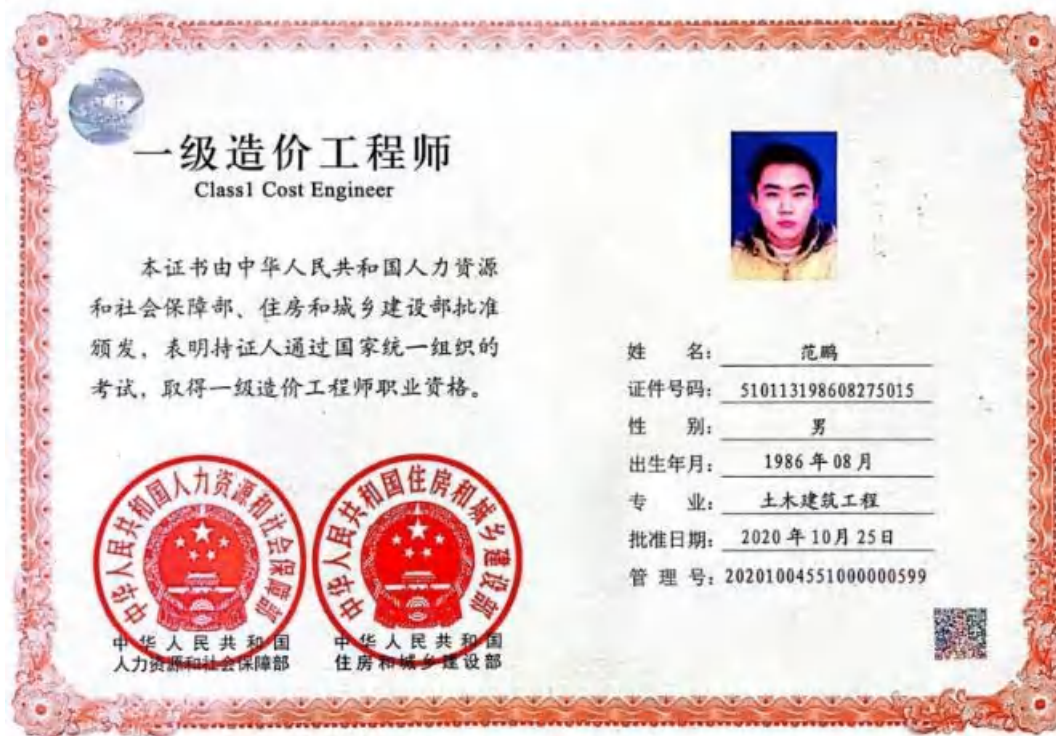 一级造价工程师
Class1 Cost Engineer
本证书由中华人民共和国人力资源
和社会保障部、住房和城乡建设部批准
颁发，表明持证人通过国家统一组织的
考试，取得一级造价工程师职业资格。
中华人民共和国人力资源和社会保障部
中华人民共和国
人力资源和社会保障部
中华人民共和国住房和城乡建设部
中华人民共和国
住房和城乡建设部
姓 名： 范鹏
证件号码： 510113198608275015
性 别： 男
出生年月： 1986年08月
专 业： 土木建筑工程
批准日期： 2020年10月25日
管 理 号：20201004551000000599